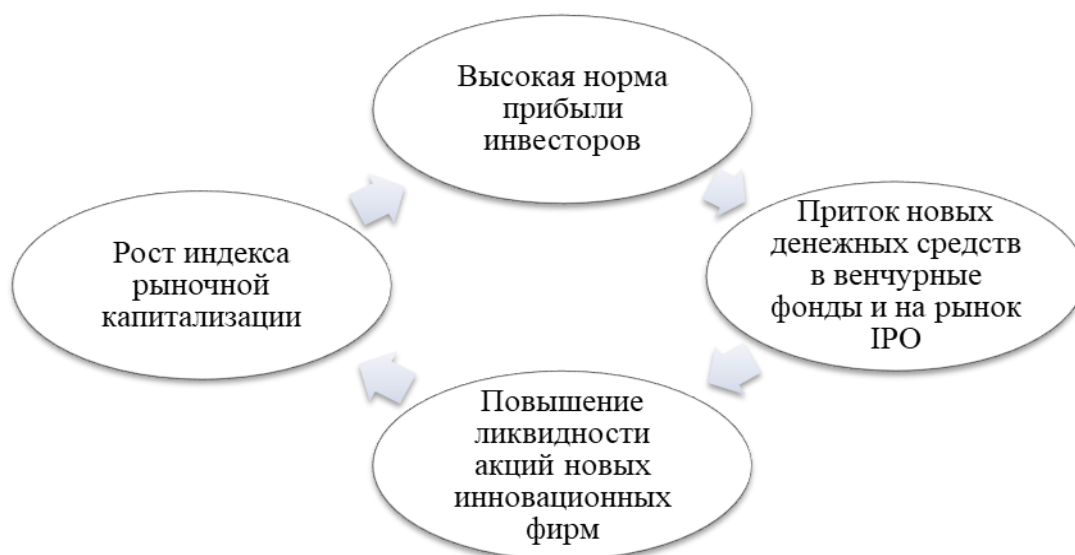 Высокая норма
прибыли
инвесторов
Приток новых
денежных средств
в венчурные
фонды и на рынок
IPO
Повышение
ликвидности
акций новых
инновационных
фирм
Рост индекса
рыночной
капитализации